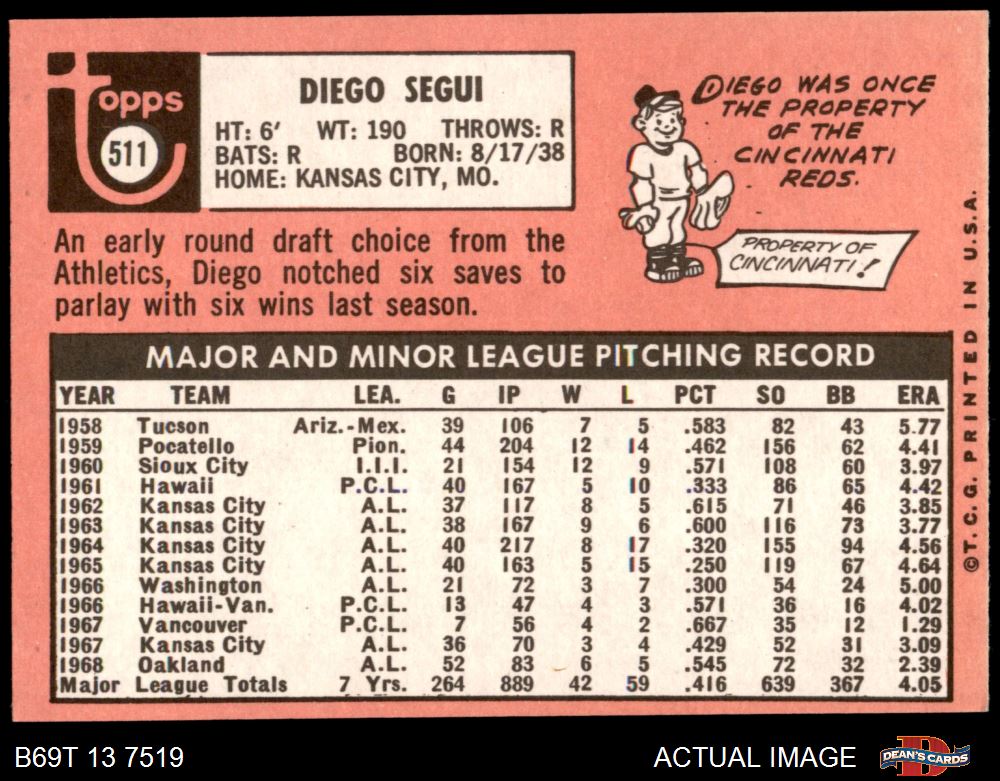 Topps
511
DIEGO SEGUI
HT: 6' WT: 190 THROWS: R
BATS: R BORN: 8/17/38
HOME: KANSAS CITY, MO.
DIEGO WAS ONCE
THE PROPERTY
OF THE
CINCINNATI
REDS.
PROPERTY OF
CINCINNATI!
An early round draft choice from the
Athletics, Diego notched six saves to
parlay with six wins last season.
MAJOR AND MINOR LEAGUE PITCHING RECORD
YEAR TEAM LEA. G IP W L PCT SO BB ERA
1958 Tucson Ariz.-Mex. 39 106 7 5 .583 82 43 5.77
1959 Pocatello Pion. 44 204 12 14 .462 156 62 4.41
1960 Sioux City I.I.I. 21 154 12 9 .571 108 60 3.97
1961 Hawaii P.C.L. 40 167 5 10 .333 86 65 4.42
1962 Kansas City A.L. 37 117 8 5 .615 71 46 3.85
1963 Kansas City A.L. 38 167 9 6 .600 116 73 3.77
1964 Kansas City A.L. 40 217 8 17 .320 155 94 4.56
1965 Kansas City A.L. 40 163 5 15 .250 119 67 4.64
1966 Washington A.L. 21 72 3 7 .300 54 24 5.00
1966 Hawaii-Van. P.C.L. 13 47 4 3 .571 36 16 4.02
1967 Vancouver P.C.L. 7 56 4 2 .667 35 12 1.29
1967 Kansas City A.L. 36 70 3 4 .429 52 31 3.09
1968 Oakland A.L. 52 83 6 5 .545 72 32 2.39
Major League Totals 7 Yrs. 264 889 42 59 .416 639 367 4.05
©T.C.G. PRINTED IN U.S.A.
B69T 13 7519
ACTUAL IMAGE
DEAN'S CARDS